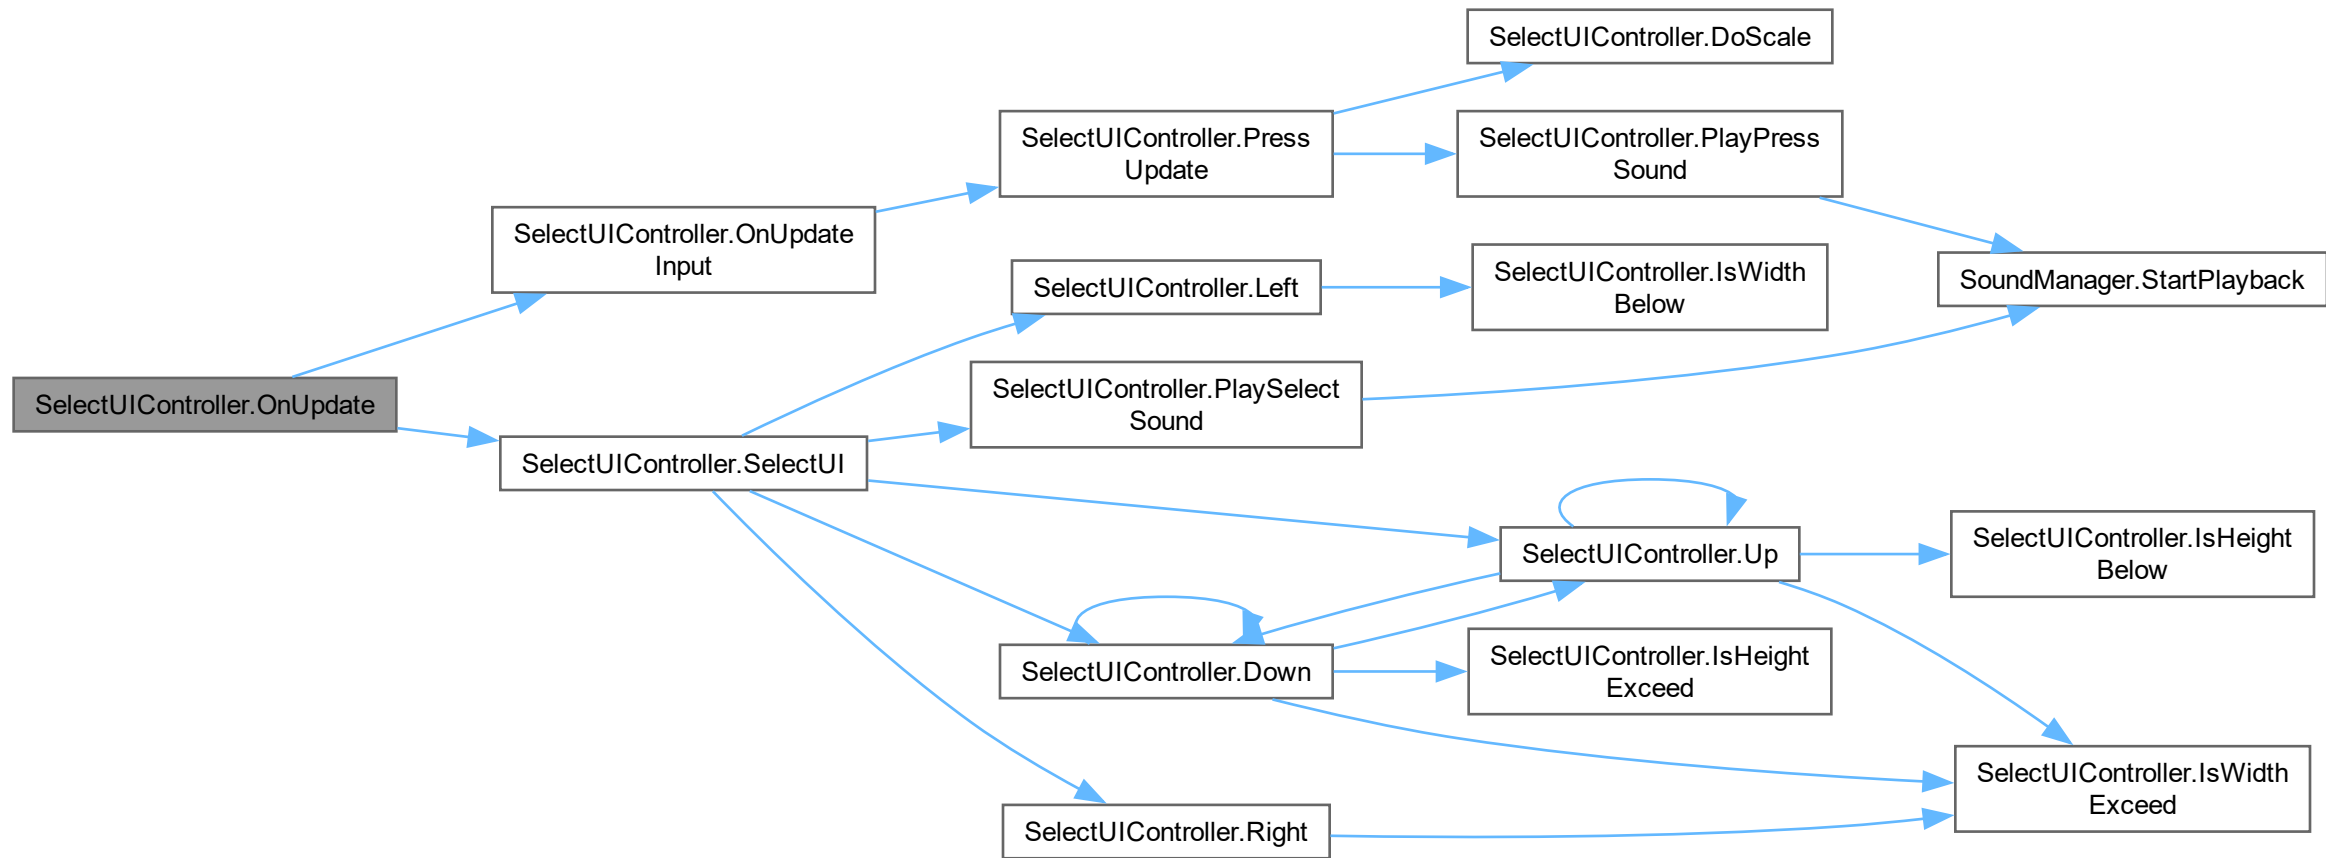 SelectUIController.DoScale
SelectUIController.Press
Update
SelectUIController.PlayPress
Sound
SelectUIController.OnUpdate
Input
SelectUIController.Left
SelectUIController.IsWidth
Below
SoundManager.StartPlayback
SelectUIController.OnUpdate
SelectUIController.PlaySelect
Sound
SelectUIController.SelectUI
SelectUIController.Up
SelectUIController.IsHeight
Below
SelectUIController.Down
SelectUIController.IsHeight
Exceed
SelectUIController.IsWidth
Exceed
SelectUIController.Right